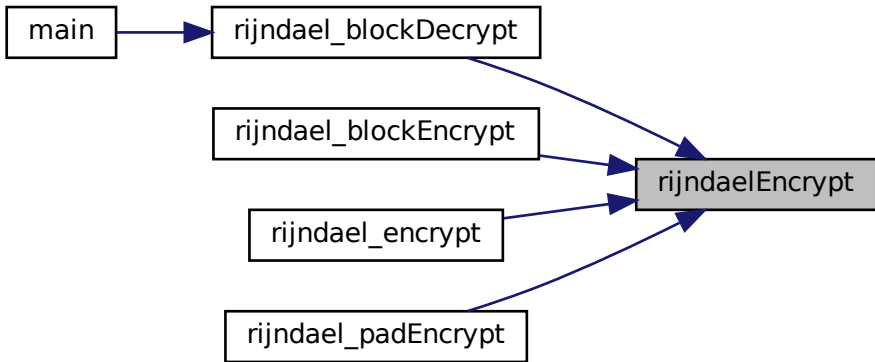 main
rijndael_blockDecrypt
rijndael_blockEncrypt
rijndaelEncrypt
rijndael_encrypt
rijndael_padEncrypt